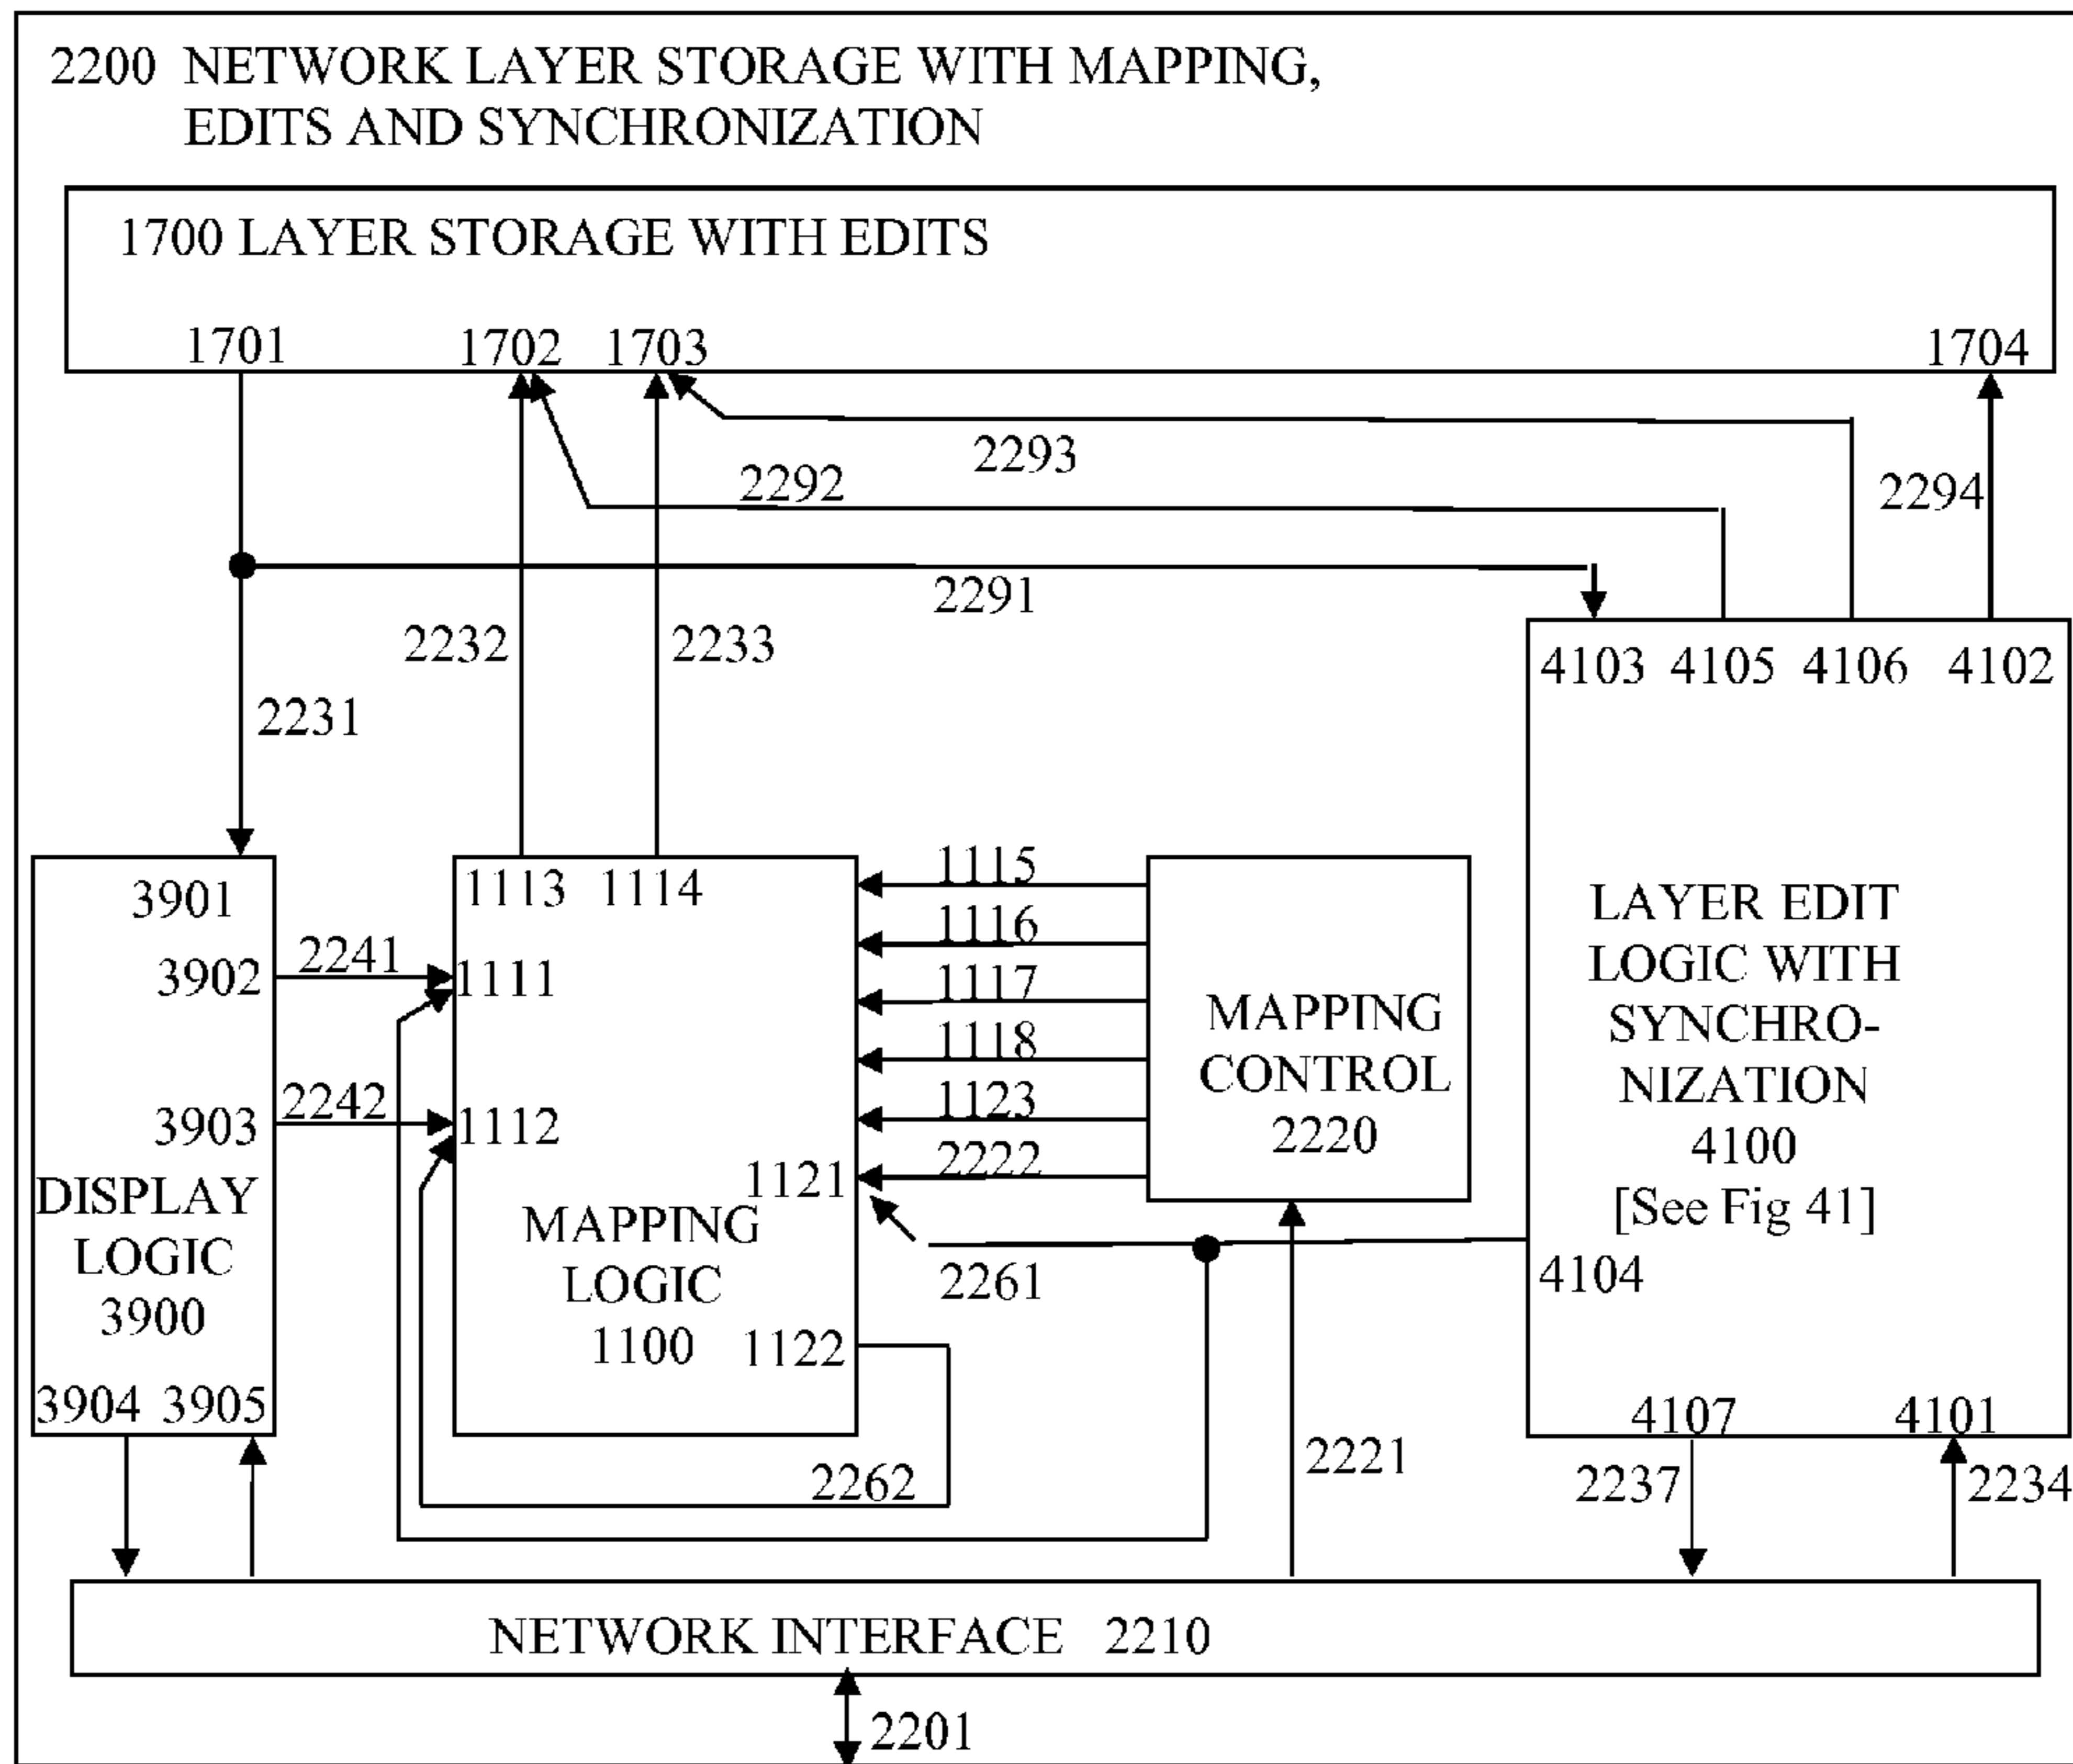 2200 NETWORK LAYER STORAGE WITH MAPPING,
EDITS AND SYNCHRONIZATION
1700 LAYER STORAGE WITH EDITS
1701
1702
1703
1704
2293
2292
2294
2291
2232
2233
2231
4103 4105 4106 4102
3901
3902
2241
3903
2242
DISPLAY
LOGIC
3900
3904 3905
1113 1114
1111
1112
1121
MAPPING
LOGIC
1100
1122
1115
1116
1117
1118
1123
2222
MAPPING
CONTROL
2220
LAYER EDIT
LOGIC WITH
SYNCHRO-
NIZATION
4100
[See Fig 41]
4104
4107
4101
2261
2262
2221
2237
2234
NETWORK INTERFACE 2210
2201